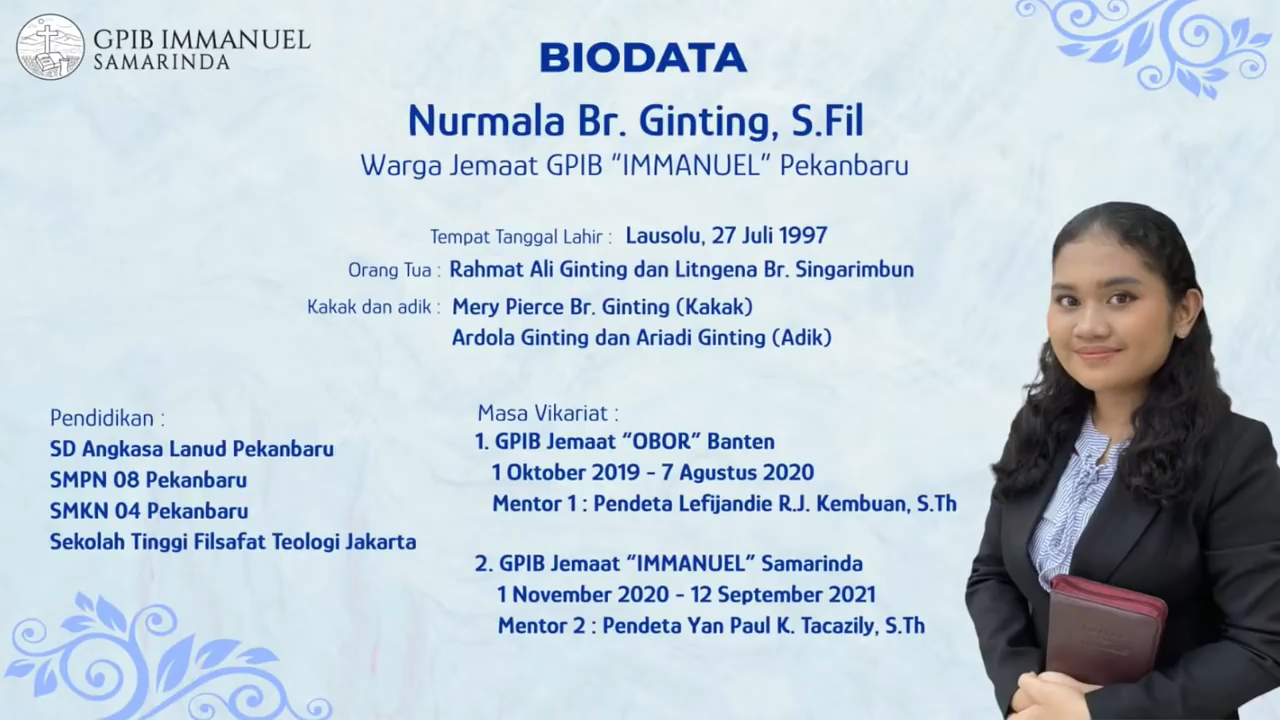 GPIB IMMANUEL
SAMARINDA
BIODATA
Nurmala Br. Ginting, S.Fil
Warga Jemaat GPIB "IMMANUEL" Pekanbaru
Tempat Tanggal Lahir : Lausolu, 27 Juli 1997
Orang Tua : Rahmat Ali Ginting dan Litngena Br. Singarimbun
Kakak dan adik : Mery Pierce Br. Ginting (Kakak)
Ardola Ginting dan Ariadi Ginting (Adik)
Pendidikan :
SD Angkasa Lanud Pekanbaru
SMPN 08 Pekanbaru
SMKN 04 Pekanbaru
Sekolah Tinggi Filsafat Teologi Jakarta
Masa Vikariat :
1. GPIB Jemaat "OBOR" Banten
1 Oktober 2019 - 7 Agustus 2020
Mentor 1 : Pendeta Lefijandie R.J. Kembuan, S.Th
2. GPIB Jemaat "IMMANUEL" Samarinda
1 November 2020 - 12 September 2021
Mentor 2 : Pendeta Yan Paul K. Tacazily, S.Th